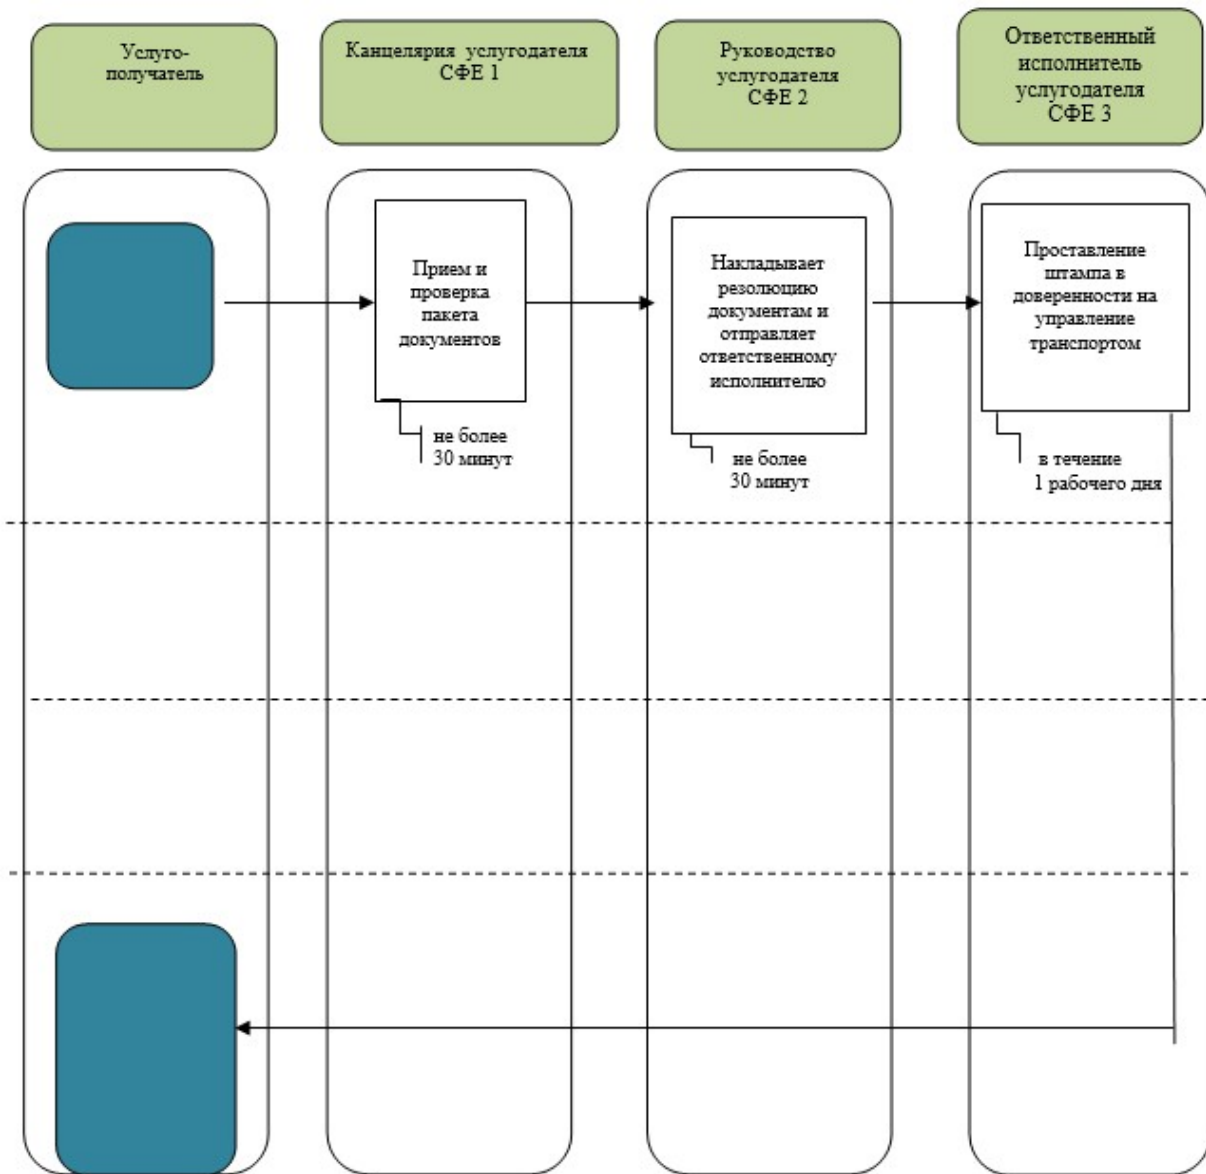 Услуго-
получатель
Канцелярия услугодателя
СФЕ 1
Руководство
услугодателя
СФЕ 2
Ответственный
исполнитель
услугодателя
СФЕ 3
Прием и
проверка
пакета
документов
не более
30 минут
Накладывает
резолюцию
документам и
отправляет
ответственному
исполнителю
не более
30 минут
Проставление
штампа в
доверенности на
управление
транспортом
в течение
1 рабочего дня